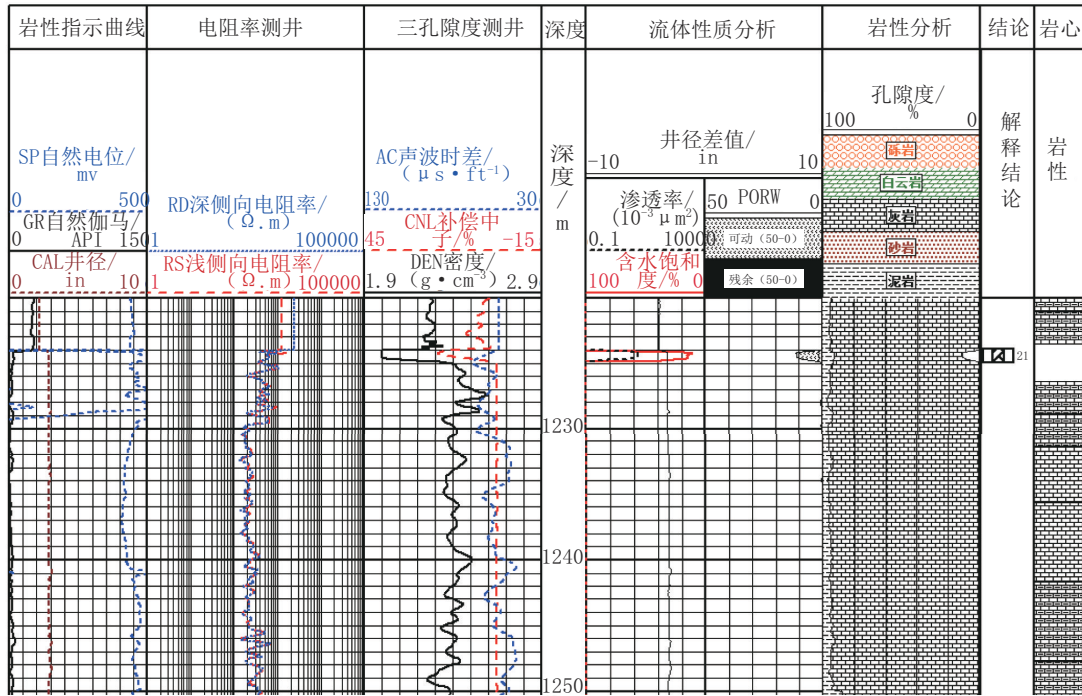 岩性指示曲线 电阻率测井 三孔隙度测井 深度 流体性质分析 岩性分析 结论 岩心
SP自然电位/
mv
0 500
GR自然伽马/
0 API 150
CAL井径/
0 in 10
RD深侧向电阻率/
(Ω.m)
1 100000
RS浅侧向电阻率/
1 (Ω.m) 100000
AC声波时差/
(μs•ft⁻¹)
130 30
CNL补偿中
45 子/% -15
DEN密度/
1.9 (g•cm⁻³) 2.9
深度/m
井径差值/
in
-10 10
渗透率/
(10⁻³μm²)
0.1 10000
含水饱和
100 度/% 0
50 PORW 0
可动(50-0)
残余(50-0)
孔隙度/
%
100 0
砾岩
白云岩
灰岩
砂岩
泥岩
解释结论
岩性
21
1230
1240
1250